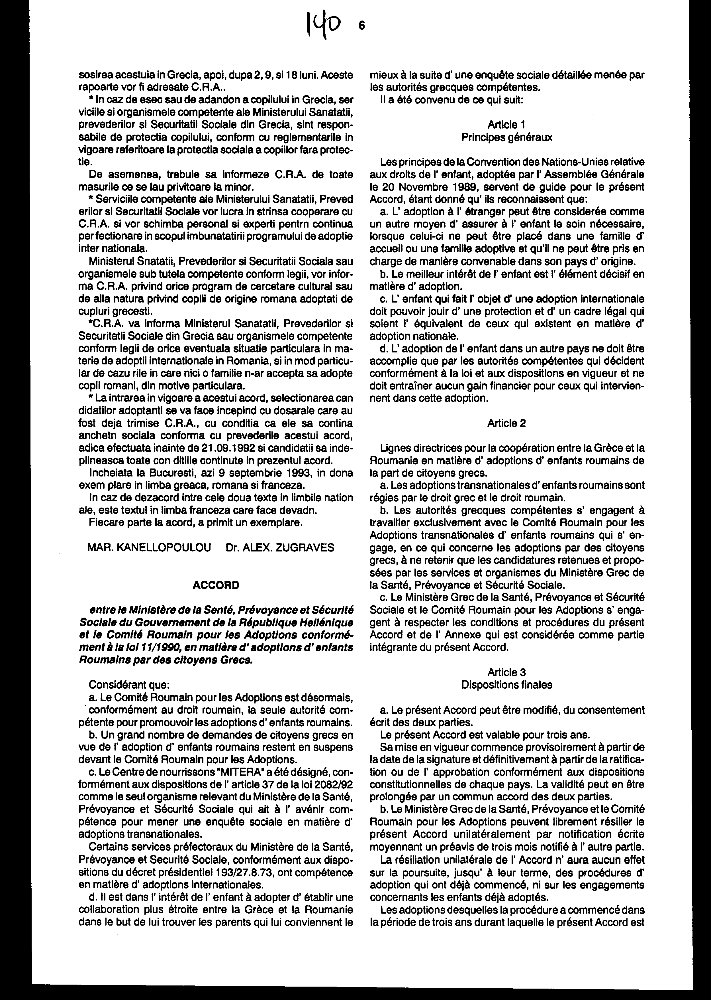 140 6
sosirea acestuia in Grecia, apoi, dupa 2, 9, si 18 luni. Aceste
rapoarte vor fi adresate C.R.A..
* In caz de esec sau de adandon a copilului in Grecia, ser
viciile si organismele competente ale Ministerului Sanatatii,
prevederilor si Securitatii Sociale din Grecia, sint respon-
sabile de protectia copilului, conform cu reglementarile in
vigoare referitoare la protectia sociala a copiilor fara protec-
tie.
De asemenea, trebuie sa informeze C.R.A. de toate
masurile ce se lau privitoare la minor.
* Serviciile competente ale Ministerului Sanatatii, Preved
erilor si Securitatii Sociale vor lucra in strinsa cooperare cu
C.R.A. si vor schimba personal si experti pentrn continua
per fectionare in scopul imbunatatirii programului de adoptie
inter nationala.
Ministerul Snatatii, Prevederilor si Securitatii Sociala sau
organismele sub tutela competente conform legii, vor infor-
ma C.R.A. privind orice program de cercetare cultural sau
de alla natura privind copiii de origine romana adoptati de
cupluri grecesti.
*C.R.A. va informa Ministerul Sanatatii, Prevederilor si
Securitatii Sociale din Grecia sau organismele competente
conform legii de orice eventuala situatie particulara in ma-
terie de adoptii internationale in Romania, si in mod particu-
lar de cazu rile in care nici o familie n-ar accepta sa adopte
copii romani, din motive particulara.
* La intrarea in vigoare a acestui acord, selectionarea can
didatilor adoptanti se va face incepind cu dosarale care au
fost deja trimise C.R.A., cu conditia ca ele sa contina
anchetn sociala conforma cu prevederile acestui acord,
adica efectuata inainte de 21.09.1992 si candidatii sa inde-
plineasca toate con ditiile continute in prezentul acord.
Incheiata la Bucuresti, azi 9 septembrie 1993, in dona
exem plare in limba greaca, romana si franceza.
In caz de dezacord intre cele doua texte in limbile nation
ale, este textul in limba franceza care face devadn.
Fiecare parte la acord, a primit un exemplare.
MAR. KANELLOPOULOU Dr. ALEX. ZUGRAVES
ACCORD
entre le Ministère de la Senté, Prévoyance et Sécurité
Sociale du Gouvernement de la République Hellénique
et le Comité Roumain pour les Adoptions conformé-
ment à la loi 11/1990, en matière d' adoptions d' enfants
Roumains par des citoyens Grecs.
Considérant que:
a. Le Comité Roumain pour les Adoptions est désormais,
conformément au droit roumain, la seule autorité com-
pétente pour promouvoir les adoptions d' enfants roumains.
b. Un grand nombre de demandes de citoyens grecs en
vue de l' adoption d' enfants roumains restent en suspens
devant le Comité Roumain pour les Adoptions.
c. Le Centre de nourrissons "MITERA" a été désigné, con-
formément aux dispositions de l' article 37 de la loi 2082/92
comme le seul organisme relevant du Ministère de la Santé,
Prévoyance et Sécurité Sociale qui ait à l' avénir com-
pétence pour mener une enquête sociale en matière d'
adoptions transnationales.
Certains services préfectoraux du Ministère de la Santé,
Prévoyance et Securité Sociale, conformément aux dispo-
sitions du décret présidentiel 193/27.8.73, ont compétence
en matière d' adoptions internationales.
d. Il est dans l' intérêt de l' enfant à adopter d' établir une
collaboration plus étroite entre la Grèce et la Roumanie
dans le but de lui trouver les parents qui lui conviennent le
mieux à la suite d' une enquête sociale détaillée menée par
les autorités grecques compétentes.
Il a été convenu de ce qui suit:
Article 1
Principes généraux
Les principes de la Convention des Nations-Unies relative
aux droits de l' enfant, adoptée par l' Assemblée Générale
le 20 Novembre 1989, servent de guide pour le présent
Accord, étant donné qu' ils reconnaissent que:
a. L' adoption à l' étranger peut être considerée comme
un autre moyen d' assurer à l' enfant le soin nécessaire,
lorsque celui-ci ne peut être placé dans une famille d'
accueil ou une famille adoptive et qu'il ne peut être pris en
charge de manière convenable dans son pays d' origine.
b. Le meilleur intérêt de l' enfant est l' élément décisif en
matière d' adoption.
c. L' enfant qui fait l' objet d' une adoption internationale
doit pouvoir jouir d' une protection et d' un cadre légal qui
soient l' équivalent de ceux qui existent en matière d'
adoption nationale.
d. L' adoption de l' enfant dans un autre pays ne doit être
accomplie que par les autorités compétentes qui décident
conformément à la loi et aux dispositions en vigueur et ne
doit entraîner aucun gain financier pour ceux qui intervien-
nent dans cette adoption.
Article 2
Lignes directrices pour la coopération entre la Grèce et la
Roumanie en matière d' adoptions d' enfants roumains de
la part de citoyens grecs.
a. Les adoptions transnationales d' enfants roumains sont
régies par le droit grec et le droit roumain.
b. Les autorités grecques compétentes s' engagent à
travailler exclusivement avec le Comité Roumain pour les
Adoptions transnationales d' enfants roumains qui s' en-
gage, en ce qui concerne les adoptions par des citoyens
grecs, à ne retenir que les candidatures retenues et propo-
sées par les services et organismes du Ministère Grec de
la Santé, Prévoyance et Sécurité Sociale.
c. Le Ministère Grec de la Santé, Prévoyance et Sécurité
Sociale et le Comité Roumain pour les Adoptions s' enga-
gent à respecter les conditions et procédures du présent
Accord et de l' Annexe qui est considérée comme partie
intégrante du présent Accord.
Article 3
Dispositions finales
a. Le présent Accord peut être modifié, du consentement
écrit des deux parties.
Le présent Accord est valable pour trois ans.
Sa mise en vigueur commence provisoirement à partir de
la date de la signature et définitivement à partir de la ratifica-
tion ou de l' approbation conformément aux dispositions
constitutionnelles de chaque pays. La validité peut en être
prolongée par un commun accord des deux parties.
b. Le Ministère Grec de la Santé, Prévoyance et le Comité
Roumain pour les Adoptions peuvent librement résilier le
présent Accord unilatéralement par notification écrite
moyennant un préavis de trois mois notifié à l' autre partie.
La résiliation unilatérale de l' Accord n' aura aucun effet
sur la poursuite, jusqu' à leur terme, des procédures d'
adoption qui ont déjà commencé, ni sur les engagements
concernants les enfants déjà adoptés.
Les adoptions desquelles la procédure a commencé dans
la période de trois ans durant laquelle le présent Accord est